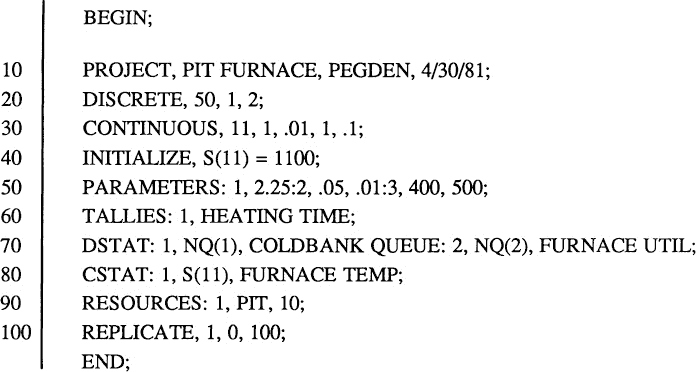 BEGIN;
10 PROJECT, PIT FURNACE, PEGDEN, 4/30/81;
20 DISCRETE, 50, 1, 2;
30 CONTINUOUS, 11, 1, .01, 1, .1;
40 INITIALIZE, S(11) = 1100;
50 PARAMETERS: 1, 2.25:2, .05, .01:3, 400, 500;
60 TALLIES: 1, HEATING TIME;
70 DSTAT: 1, NQ(1), COLDBANK QUEUE: 2, NQ(2), FURNACE UTIL;
80 CSTAT: 1, S(11), FURNACE TEMP;
90 RESOURCES: 1, PIT, 10;
100 REPLICATE, 1, 0, 100;
END;